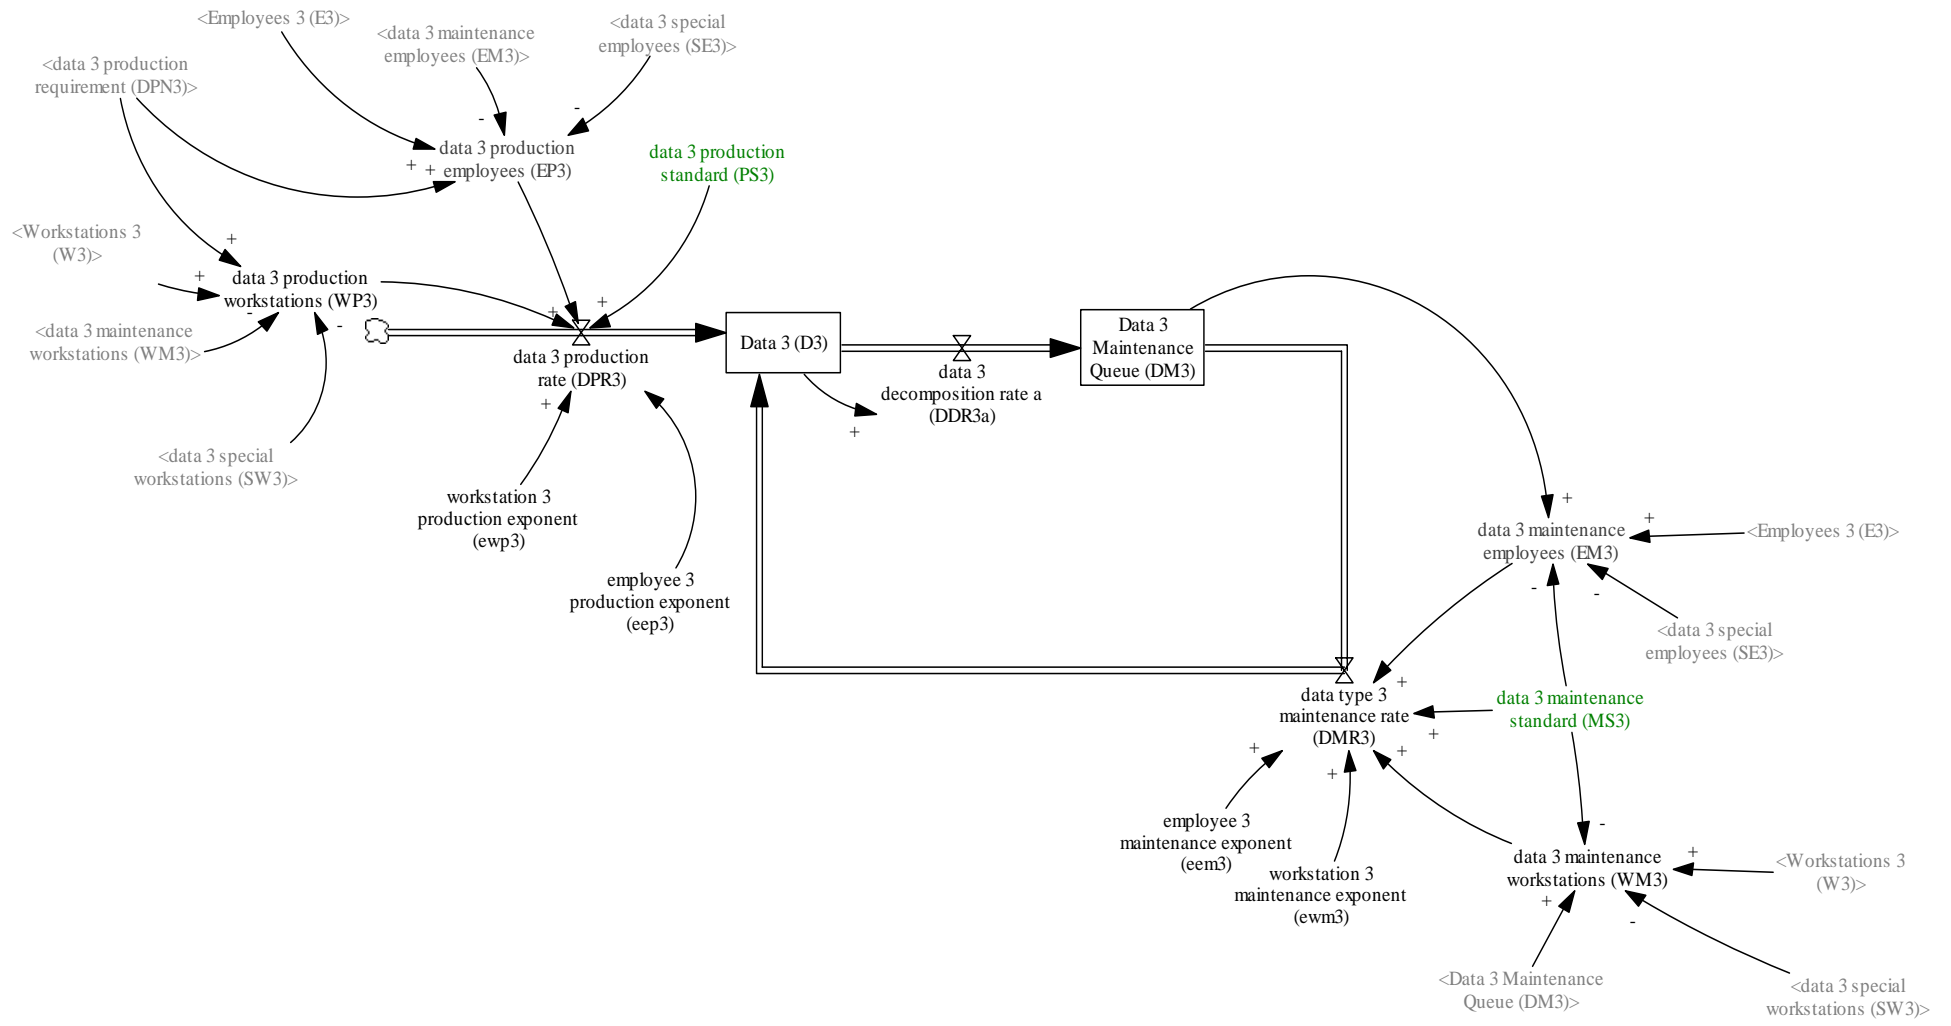 <Employees 3 (E3)>
<data 3 maintenance
employees (EM3)>
<data 3 special
employees (SE3)>
<data 3 production
requirement (DPN3)>
-
-
data 3 production
employees (EP3)
+
+
data 3 production
standard (PS3)
<Workstations 3
(W3)>
+
+
data 3 production
workstations (WP3)
-
-
<data 3 maintenance
workstations (WM3)>
+
+
data 3 production
rate (DPR3)
+
Data 3 (D3)
data 3
decomposition rate a
(DDR3a)
+
Data 3
Maintenance
Queue (DM3)
<data 3 special
workstations (SW3)>
workstation 3
production exponent
(ewp3)
employee 3
production exponent
(eep3)
+
+
data 3 maintenance
employees (EM3)
<Employees 3 (E3)>
-
-
<data 3 special
employees (SE3)>
+
data type 3
maintenance rate
(DMR3)
+
+
+
+
data 3 maintenance
standard (MS3)
employee 3
maintenance exponent
(eem3)
workstation 3
maintenance exponent
(ewm3)
-
+
data 3 maintenance
workstations (WM3)
<Workstations 3
(W3)>
+
-
<Data 3 Maintenance
Queue (DM3)>
<data 3 special
workstations (SW3)>